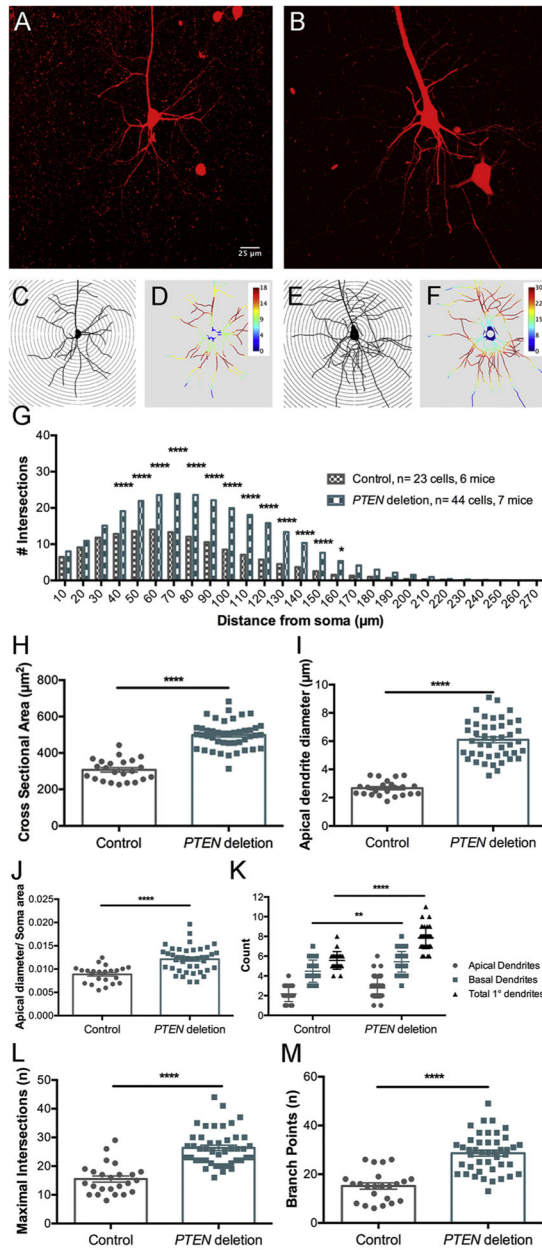 A
B
25 µm
C
D
18
14
9
4
0
E
F
30
22
15
8
0
G
40
30
20
10
0
# Intersections
****
****
****
****
****
****
****
****
****
****
****
****
*
Control, n= 23 cells, 6 mice
PTEN deletion, n= 44 cells, 7 mice
10 20 30 40 50 60 70 80 90 100 110 120 130 140 150 160 170 180 190 200 210 220 230 240 250 260 270
Distance from soma (µm)
H
Cross Sectional Area (µm²)
800
600
400
200
0
****
Control PTEN deletion
I
Apical dendrite diameter (µm)
10
8
6
4
2
0
****
Control PTEN deletion
J
Apical diameter/ Soma area
0.025
0.020
0.015
0.010
0.005
0.000
****
Control PTEN deletion
K
Count
12
10
8
6
4
2
0
****
**
Control PTEN deletion
Apical Dendrites
Basal Dendrites
Total 1° dendrites
L
Maximal Intersections (n)
50
40
30
20
10
0
****
Control PTEN deletion
M
Branch Points (n)
60
40
20
0
****
Control PTEN deletion